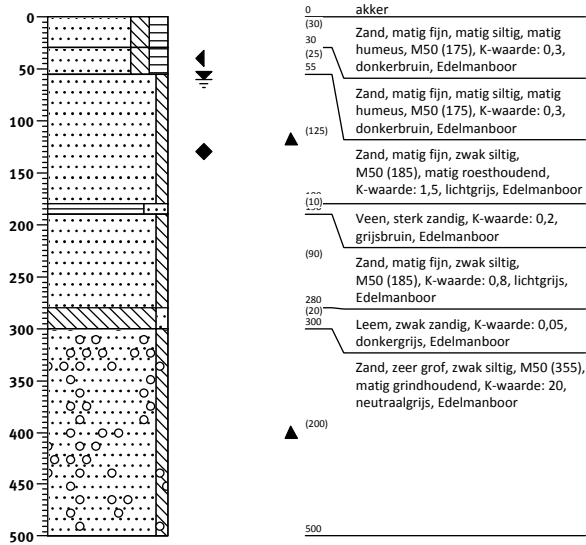 0
50
100
150
200
250
300
350
400
450
500
0 akker
(30)
Zand, matig fijn, matig siltig, matig
30
humeus, M50 (175), K-waarde: 0,3,
(25)
donkerbruin, Edelmanboor
55
Zand, matig fijn, matig siltig, matig
humeus, M50 (175), K-waarde: 0,3,
donkerbruin, Edelmanboor
(125)
Zand, matig fijn, zwak siltig,
M50 (185), matig roesthoudend,
K-waarde: 1,5, lichtgrijs, Edelmanboor
(10)
Veen, sterk zandig, K-waarde: 0,2,
grijsbruin, Edelmanboor
(90)
Zand, matig fijn, zwak siltig,
M50 (185), K-waarde: 0,8, lichtgrijs,
Edelmanboor
280
(20)
300
Leem, zwak zandig, K-waarde: 0,05,
donkergrijs, Edelmanboor
Zand, zeer grof, zwak siltig, M50 (355),
matig grindhoudend, K-waarde: 20,
neutraalgrijs, Edelmanboor
(200)
500